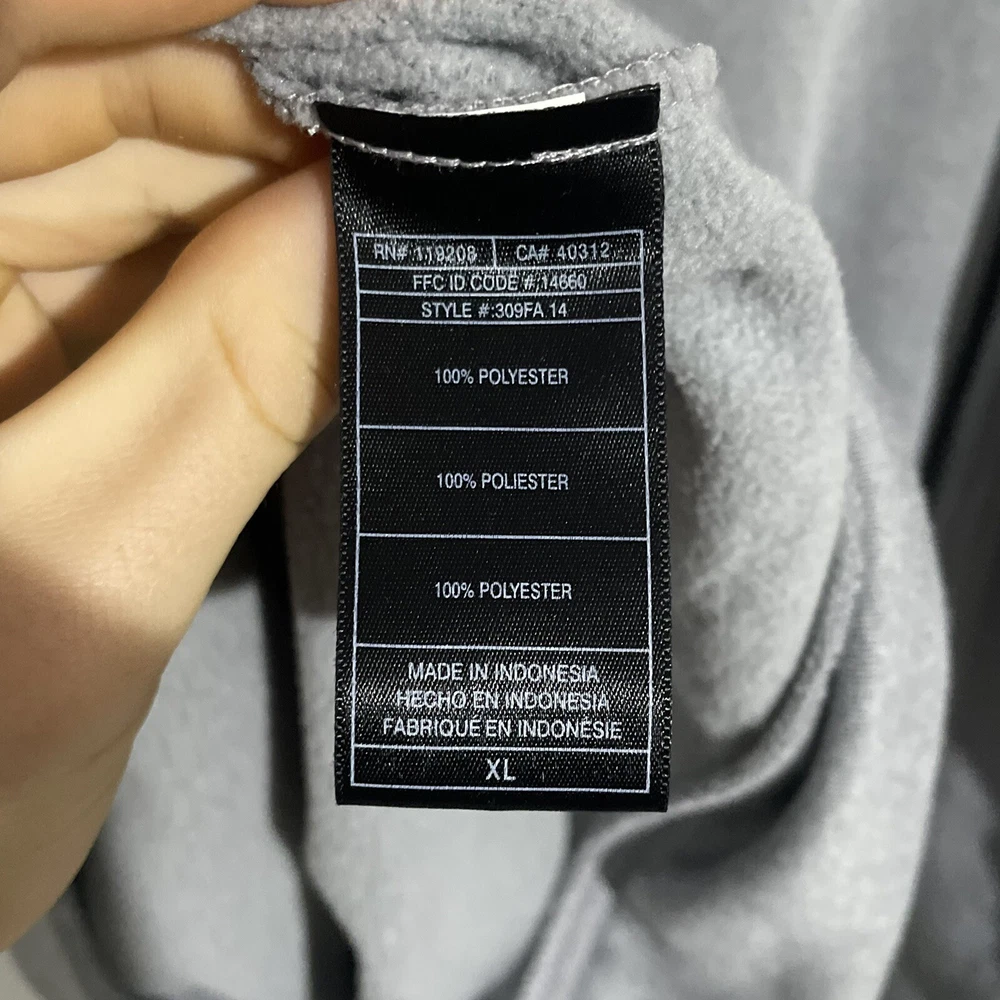 RN# 119208 CA# 40312
FFC ID CODE #:14660
STYLE #:309FA 14
100% POLYESTER
100% POLIESTER
100% POLYESTER
MADE IN INDONESIA
HECHO EN INDONESIA
FABRIQUE EN INDONÉSIE
XL